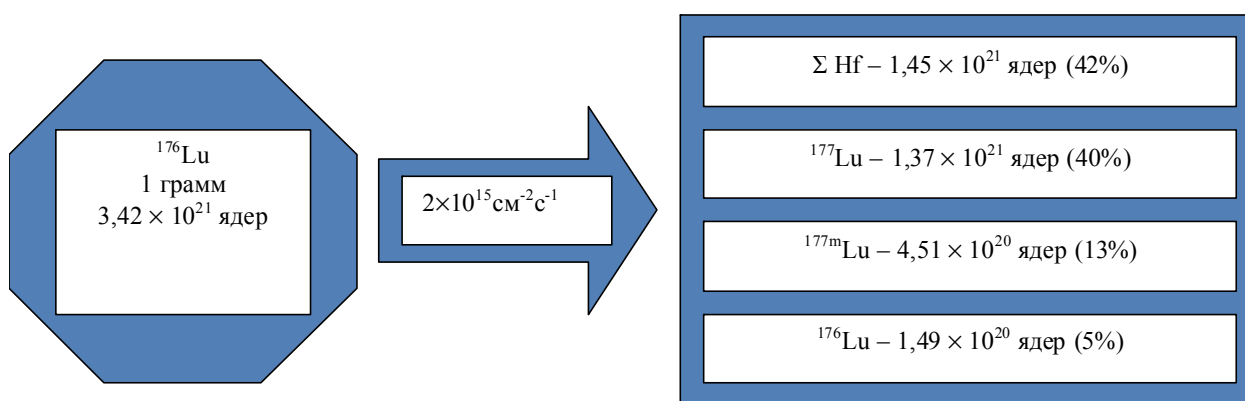 ¹⁷⁶Lu
1 грамм
3,42 × 10²¹ ядер
2×10¹⁵см⁻²с⁻¹
Σ Hf – 1,45 × 10²¹ ядер (42%)
¹⁷⁷Lu – 1,37 × 10²¹ ядер (40%)
¹⁷⁷ᵐLu – 4,51 × 10²⁰ ядер (13%)
¹⁷⁶Lu – 1,49 × 10²⁰ ядер (5%)